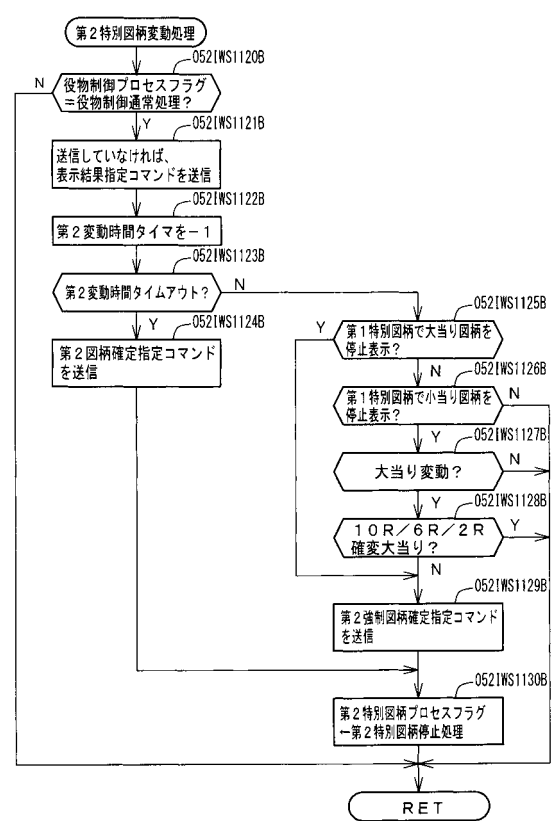 第2特別図柄変動処理
052IWS1120B
N
役物制御プロセスフラグ
=役物制御通常処理?
Y
052IWS1121B
送信していなければ、
表示結果指定コマンドを送信
052IWS1122B
第2変動時間タイマを-1
052IWS1123B
第2変動時間タイムアウト?
N
Y
052IWS1124B
第2図柄確定指定コマンド
を送信
052IWS1125B
Y
第1特別図柄で大当り図柄を
停止表示?
N
052IWS1126B
第1特別図柄で小当り図柄を
停止表示?
N
Y
052IWS1127B
大当り変動?
N
Y
052IWS1128B
10R/6R/2R
確変大当り?
Y
N
052IWS1129B
第2強制図柄確定指定コマンド
を送信
052IWS1130B
第2特別図柄プロセスフラグ
←第2特別図柄停止処理
RET